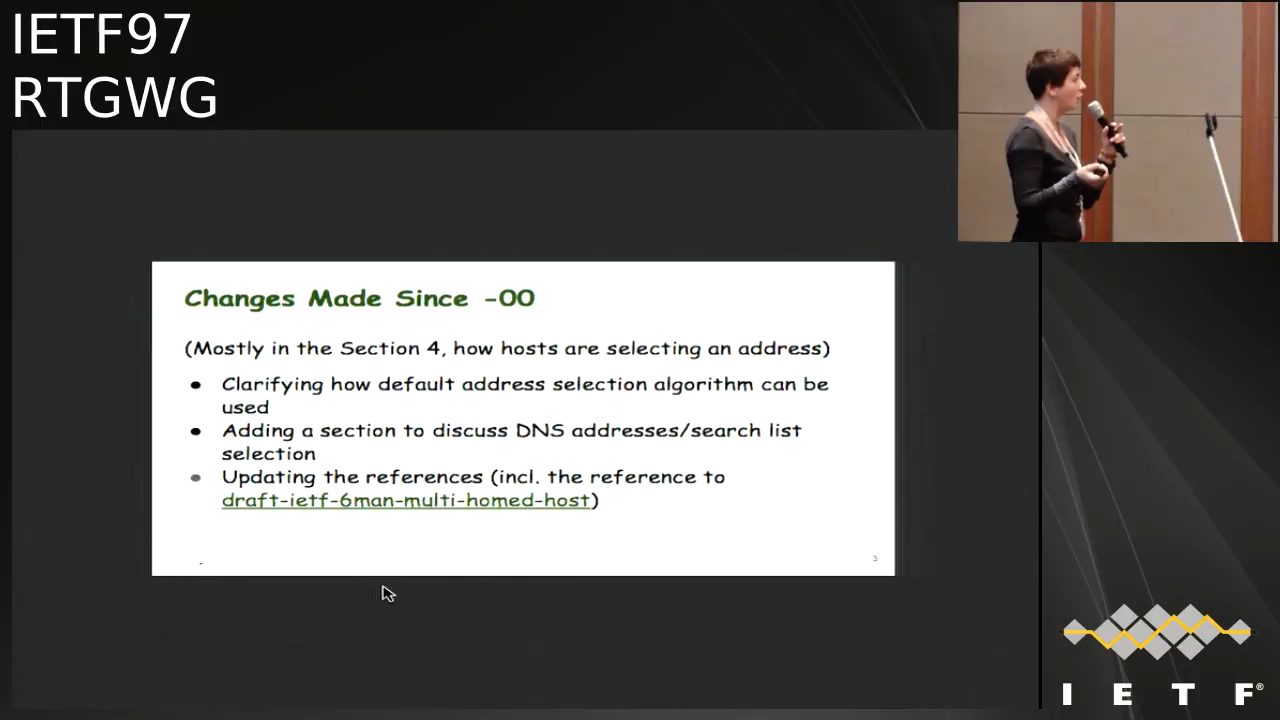 IETF97
RTGWG
Changes Made Since -00
(Mostly in the Section 4, how hosts are selecting an address)
● Clarifying how default address selection algorithm can be
used
● Adding a section to discuss DNS addresses/search list
selection
● Updating the references (incl. the reference to
draft-ietf-6man-multi-homed-host)
3
I E T F®